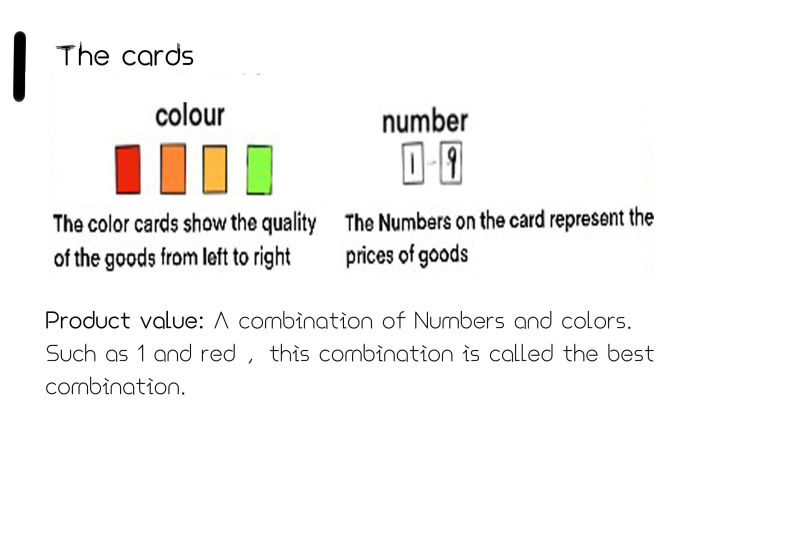 The cards
colour
number
1 - 9
The color cards show the quality
of the goods from left to right
The Numbers on the card represent the
prices of goods
Product value: A combination of Numbers and colors.
Such as 1 and red , this combination is called the best
combination.